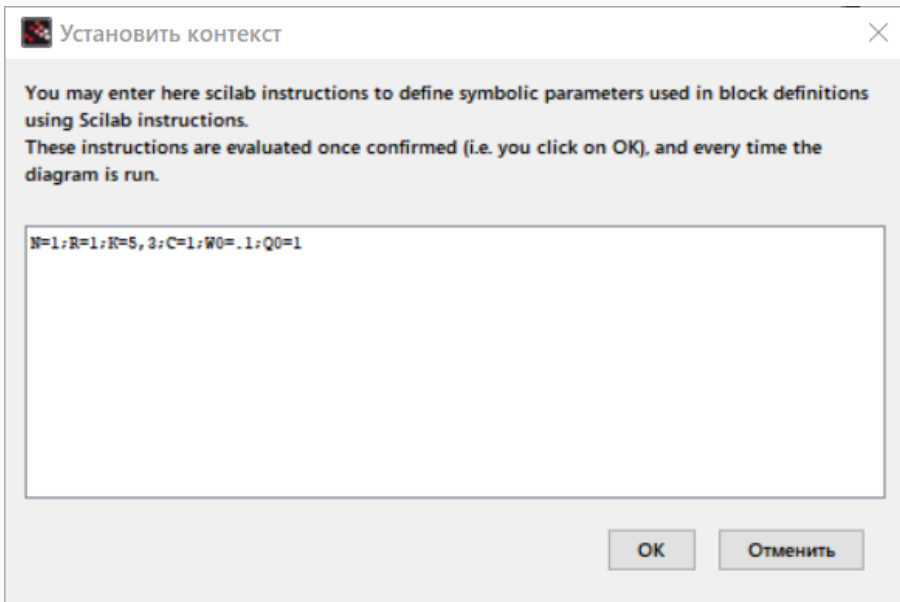 Установить контекст
You may enter here scilab instructions to define symbolic parameters used in block definitions
using Scilab instructions.
These instructions are evaluated once confirmed (i.e. you click on OK), and every time the
diagram is run.
N=1;R=1;K=5,3;C=1;W0=.1;Q0=1
OK
Отменить